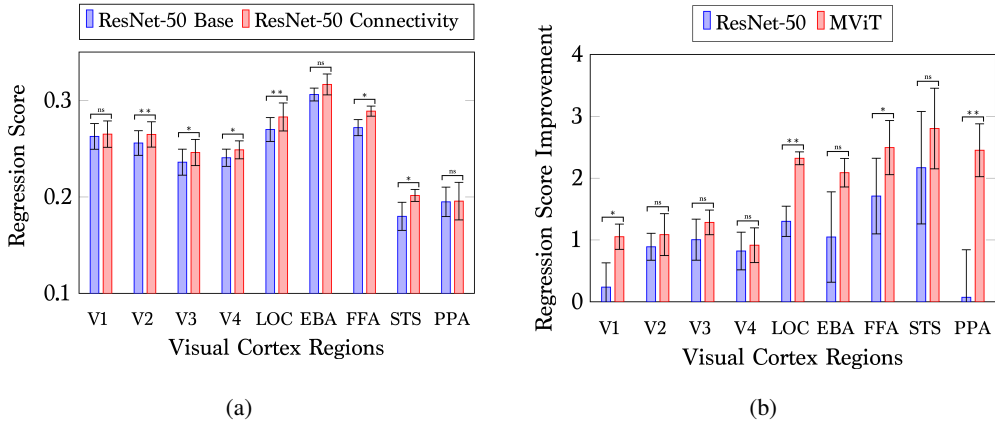 ResNet-50 Base ResNet-50 Connectivity
Regression Score
0.3
0.2
0.1
ns ** * * ** ns * * ns
V1 V2 V3 V4 LOC EBA FFA STS PPA
Visual Cortex Regions
(a)
ResNet-50 MViT
Regression Score Improvement
4
3
2
1
0
* ns ns ns ** ns * ns **
V1 V2 V3 V4 LOC EBA FFA STS PPA
Visual Cortex Regions
(b)